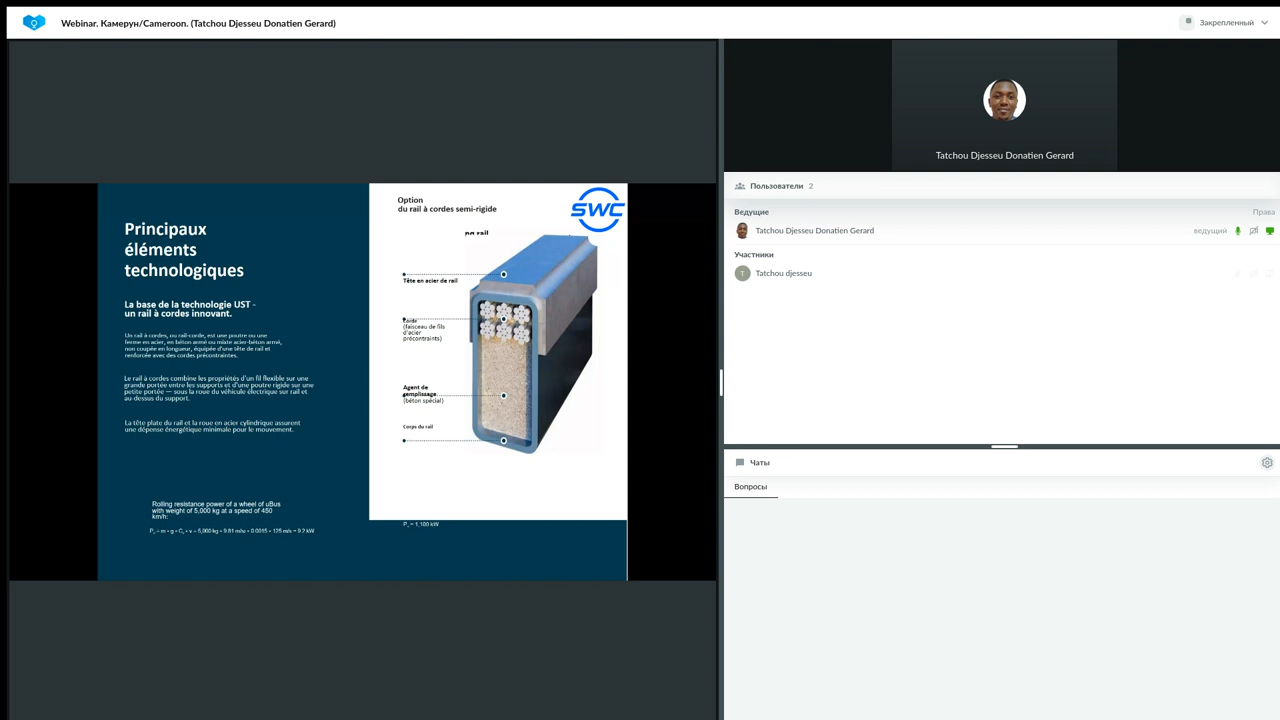 Webinar. Камерун/Cameroon. (Tatchou Djesseu Donatien Gerard)
Закрепленный
Principaux
éléments
technologiques
La base de la technologie UST -
un rail à cordes innovant.
Un rail à cordes, ou rail-corde, est une poutre ou une
ferme en acier, en béton armé ou mixte acier-béton armé,
non coupée en longueur, équipée d'une tête de rail et
renforcée avec des cordes précontraintes.
Le rail à cordes combine les propriétés d'un fil flexible sur une
grande portée entre les supports et d'une poutre rigide sur une
petite portée — sous la roue du véhicule électrique sur rail et
au dessus du support.
La tête plate du rail et la roue en acier cylindrique assurent
une dépense énergétique minimale pour le mouvement.
Rolling resistance power of a wheel of uBus
with weight of 5,000 kg at a speed of 450
km/h:
= 9.2 kW
Option
du rail à cordes semi-rigide
SWC
rail
Tête en acier de rail
Corde
(faisceau de fils
d'acier
précontraints)
Agent de
remplissage
(béton spécial)
Corps du rail
= 1,100 kW
Tatchou Djesseu Donatien Gerard
Пользователи 2
Ведущие Права
Tatchou Djesseu Donatien Gerard ведущий
Участники
T Tatchou djesseu
Чаты
Вопросы